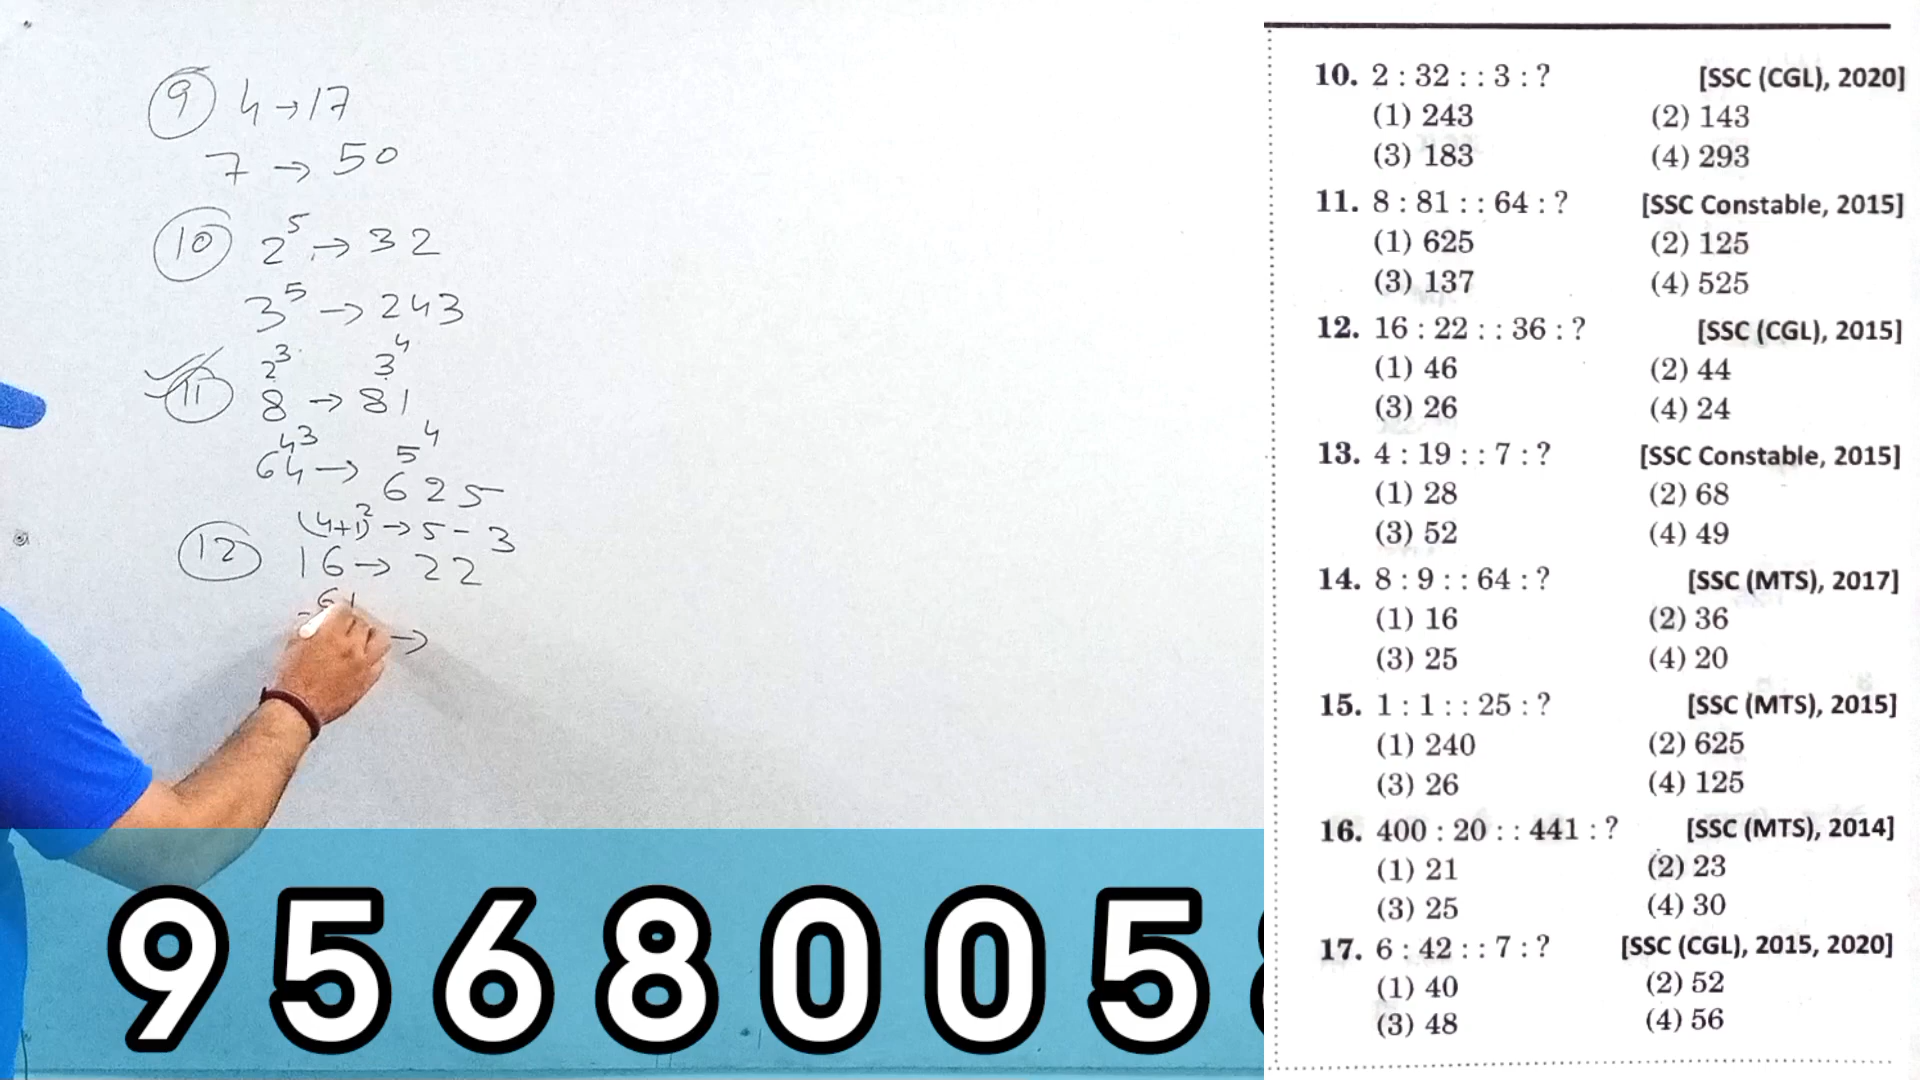 9 4 → 17
7 → 50
10 2⁵ → 32
3⁵ → 243
2³ 3⁴
11 8 → 81
4³ 5⁴
64 → 625
(4+1)² → 5 - 3
12 16 → 22
6
→
9568005
10. 2 : 32 : : 3 : ? [SSC (CGL), 2020]
(1) 243 (2) 143
(3) 183 (4) 293
11. 8 : 81 : : 64 : ? [SSC Constable, 2015]
(1) 625 (2) 125
(3) 137 (4) 525
12. 16 : 22 : : 36 : ? [SSC (CGL), 2015]
(1) 46 (2) 44
(3) 26 (4) 24
13. 4 : 19 : : 7 : ? [SSC Constable, 2015]
(1) 28 (2) 68
(3) 52 (4) 49
14. 8 : 9 : : 64 : ? [SSC (MTS), 2017]
(1) 16 (2) 36
(3) 25 (4) 20
15. 1 : 1 : : 25 : ? [SSC (MTS), 2015]
(1) 240 (2) 625
(3) 26 (4) 125
16. 400 : 20 : : 441 : ? [SSC (MTS), 2014]
(1) 21 (2) 23
(3) 25 (4) 30
17. 6 : 42 : : 7 : ? [SSC (CGL), 2015, 2020]
(1) 40 (2) 52
(3) 48 (4) 56